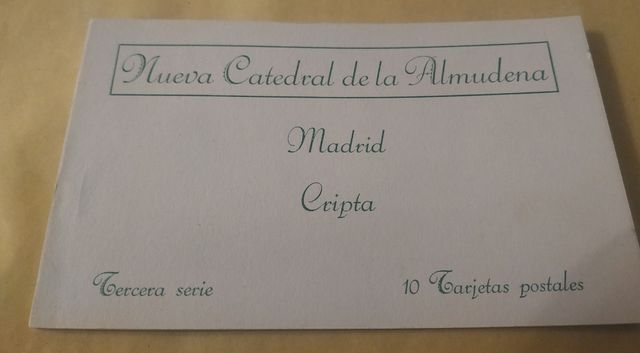 Nueva Catedral de la Almudena
Madrid
Cripta
Tercera serie
10 Tarjetas postales